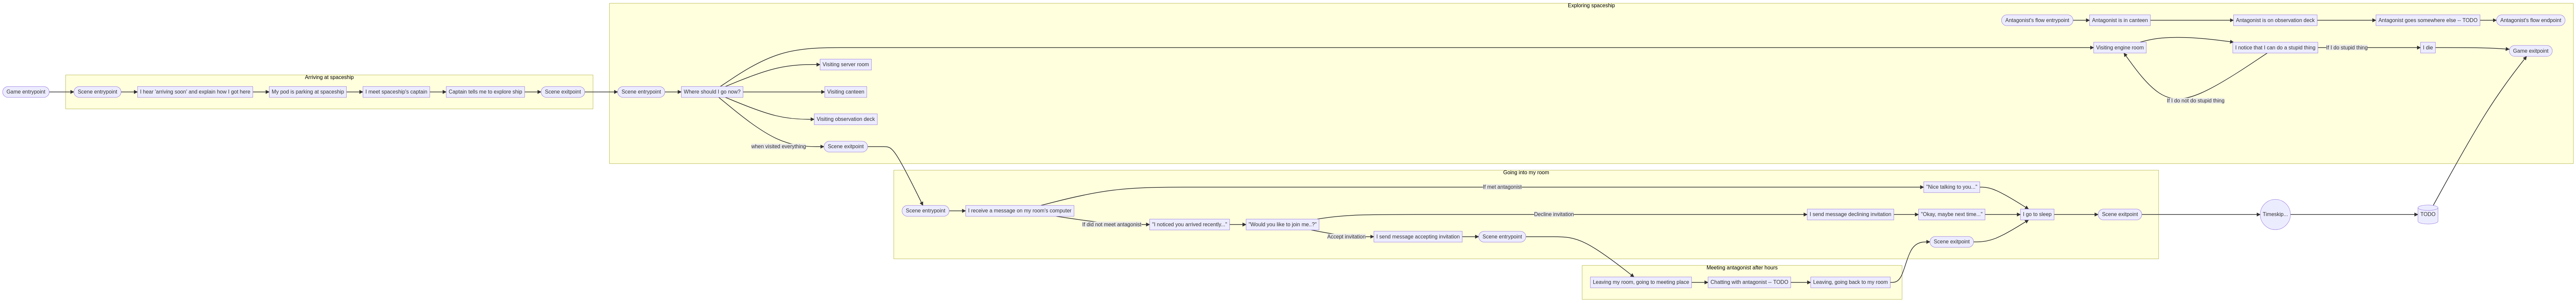 Game entrypoint
Arriving at spaceship
Scene entrypoint
I hear 'arriving soon' and explain how I got here
My pod is parking at spaceship
I meet spaceship's captain
Captain tells me to explore ship
Scene exitpoint
Exploring spaceship
Scene entrypoint
Where should I go now?
Visiting server room
Visiting canteen
Visiting observation deck
when visited everything
Scene exitpoint
Antagonist's flow entrypoint
Antagonist is in canteen
Antagonist is on observation deck
Antagonist goes somewhere else -- TODO
Antagonist's flow endpoint
Visiting engine room
I notice that I can do a stupid thing
If I do stupid thing
I die
Game exitpoint
If I do not do stupid thing
Going into my room
Scene entrypoint
I receive a message on my room's computer
If met antagonist
"Nice talking to you..."
If did not meet antagonist
"I noticed you arrived recently..."
"Would you like to join me..?"
Decline invitation
I send message declining invitation
"Okay, maybe next time..."
I go to sleep
Scene exitpoint
Accept invitation
I send message accepting invitation
Scene entrypoint
Scene exitpoint
Timeskip...
TODO
Meeting antagonist after hours
Leaving my room, going to meeting place
Chatting with antagonist -- TODO
Leaving, going back to my room